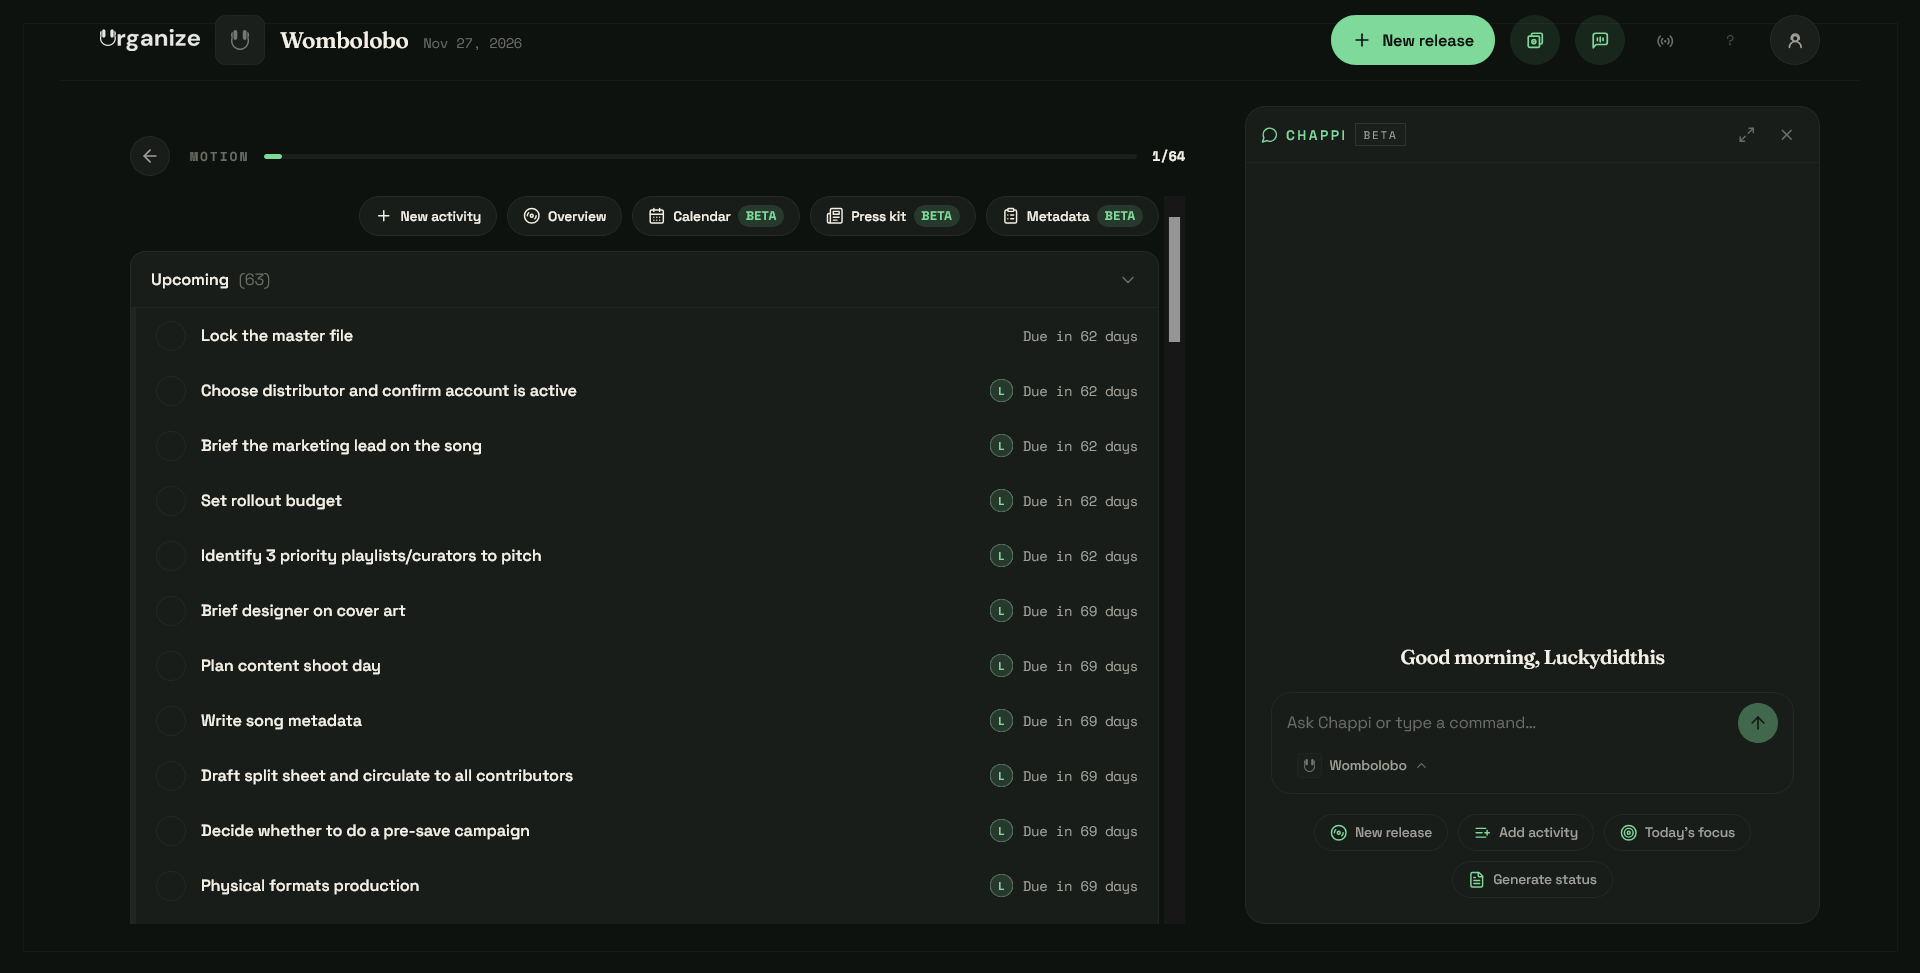 Urganize
Wombolobo Nov 27, 2026
New release
?
MOTION
1/64
New activity
Overview
Calendar BETA
Press kit BETA
Metadata BETA
Upcoming (63)
Lock the master file Due in 62 days
Choose distributor and confirm account is active L Due in 62 days
Brief the marketing lead on the song L Due in 62 days
Set rollout budget L Due in 62 days
Identify 3 priority playlists/curators to pitch L Due in 62 days
Brief designer on cover art L Due in 69 days
Plan content shoot day L Due in 69 days
Write song metadata L Due in 69 days
Draft split sheet and circulate to all contributors L Due in 69 days
Decide whether to do a pre-save campaign L Due in 69 days
Physical formats production L Due in 69 days
CHAPPI BETA
Good morning, Luckydidthis
Ask Chappi or type a command...
Wombolobo
New release
Add activity
Today's focus
Generate status